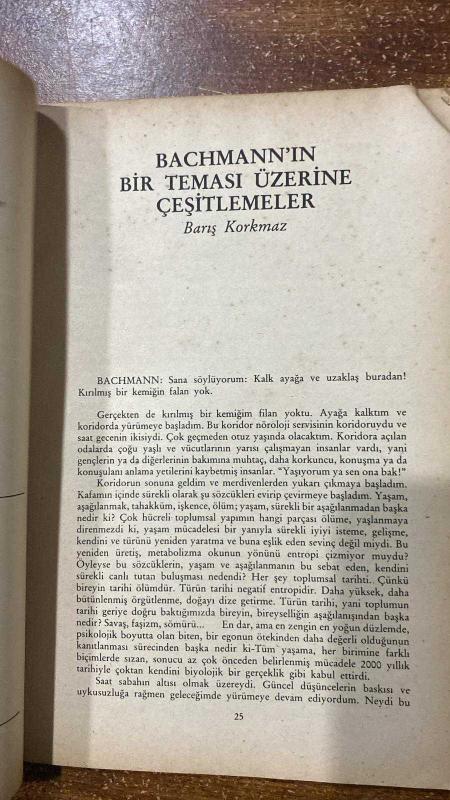 BACHMANN'IN
BİR TEMASI ÜZERİNE
ÇEŞİTLEMELER
Barış Korkmaz
BACHMANN: Sana söylüyorum: Kalk ayağa ve uzaklaş buradan!
Kırılmış bir kemiğin falan yok.
Gerçekten de kırılmış bir kemiğim filan yoktu. Ayağa kalktım ve
koridorda yürümeye başladım. Bu koridor nöroloji servisinin koridoruydu ve
saat gecenin ikisiydi. Çok geçmeden otuz yaşında olacaktım. Koridora açılan
odalarda çoğu yaşlı ve vücutlarının yarısı çalışmayan insanlar vardı, yani
gençlerin ya da diğerlerinin bakımına muhtaç, daha korkuncu, konuşma ya da
konuşulanı anlama yetilerini kaybetmiş insanlar. "Yaşıyorum ya sen ona bak!"
Koridorun sonuna geldim ve merdivenlerden yukarı çıkmaya başladım.
Kafamın içinde sürekli olarak şu sözcükleri evirip çevirmeye başladım. Yaşam,
aşağılanmak, tahakküm, işkence, ölüm; yaşam, sürekli bir aşağılanmadan başka
nedir ki? Çok hücreli toplumsal yapımın hangi parçası ölüme, yaşlanmaya
direnmezdi ki, yaşam mücadelesi bir yanıyla sürekli iyiyi isteme, gelişme,
kendini ve türünü yeniden yaratma ve buna eşlik eden sevinç değil miydi. Bu
yeniden üretiş, metabolizma okunun yönünü entropi çizmiyor muydu?
Öyleyse bu sözcüklerin, yaşam ve aşağılanmanın bu sebat eden, kendini
sürekli canlı tutan buluşması nedendi? Her şey toplumsal tarihti. Çünkü
bireyin tarihi ölümdür. Türün tarihi negatif entropidir. Daha yüksek, daha
bütünlenmiş örgütlenme, doğayı dize getirme. Türün tarihi, yani toplumun
tarihi geriye doğru baktığımızda bireyin, bireyselliğin aşağılanışından başka
nedir? Savaş, faşizm, sömürü... En dar, ama en zengin en yoğun düzlemde,
psikolojik boyutta olan biten, bir egonun ötekinden daha değerli olduğunun
kanıtlanması sürecinden başka nedir ki-Tüm yaşama, her birimine farklı
biçimlerde sızan, sonucu az çok önceden belirlenmiş mücadele 2000 yıllık
tarihiyle çoktan kendini biyolojik bir gerçeklik gibi kabul ettirdi.
Saat sabahın altısı olmak üzereydi. Güncel düşüncelerin baskısı ve
uykusuzluğa rağmen geleceğimde yürümeye devam ediyordum. Neydi bu
25